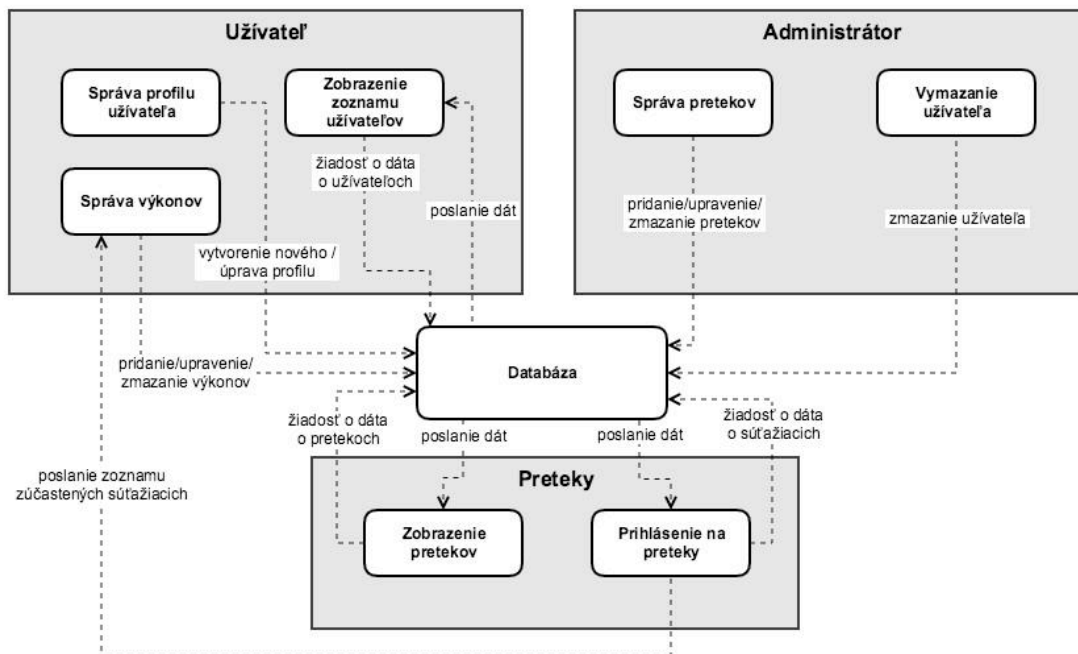 Užívateľ
Administrátor
Správa profilu
užívateľa
Zobrazenie
zoznamu
užívateľov
Správa pretekov
Vymazanie
užívateľa
žiadosť o dáta
o užívateľoch
Správa výkonov
poslanie dát
pridanie/upravenie/
zmazanie pretekov
zmazanie užívateľa
vytvorenie nového /
úprava profilu
pridanie/upravenie/
zmazanie výkonov
Databáza
žiadosť o dáta
o pretekoch
poslanie dát
poslanie dát
žiadosť o dáta
o súťažiacich
poslanie zoznamu
zúčastených súťažiacich
Preteky
Zobrazenie
pretekov
Prihlásenie na
preteky